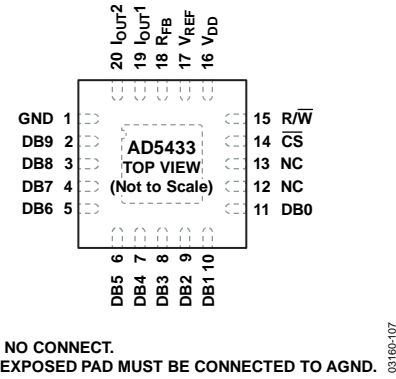 20 IOUT2
19 IOUT1
18 RFB
17 VREF
16 VDD
GND 1
DB9 2
DB8 3
DB7 4
DB6 5
AD5433
TOP VIEW
(Not to Scale)
15 R/W̅
14 C̅S̅
13 NC
12 NC
11 DB0
DB5 6
DB4 7
DB3 8
DB2 9
DB1 10
NO CONNECT.
EXPOSED PAD MUST BE CONNECTED TO AGND.
03160-107